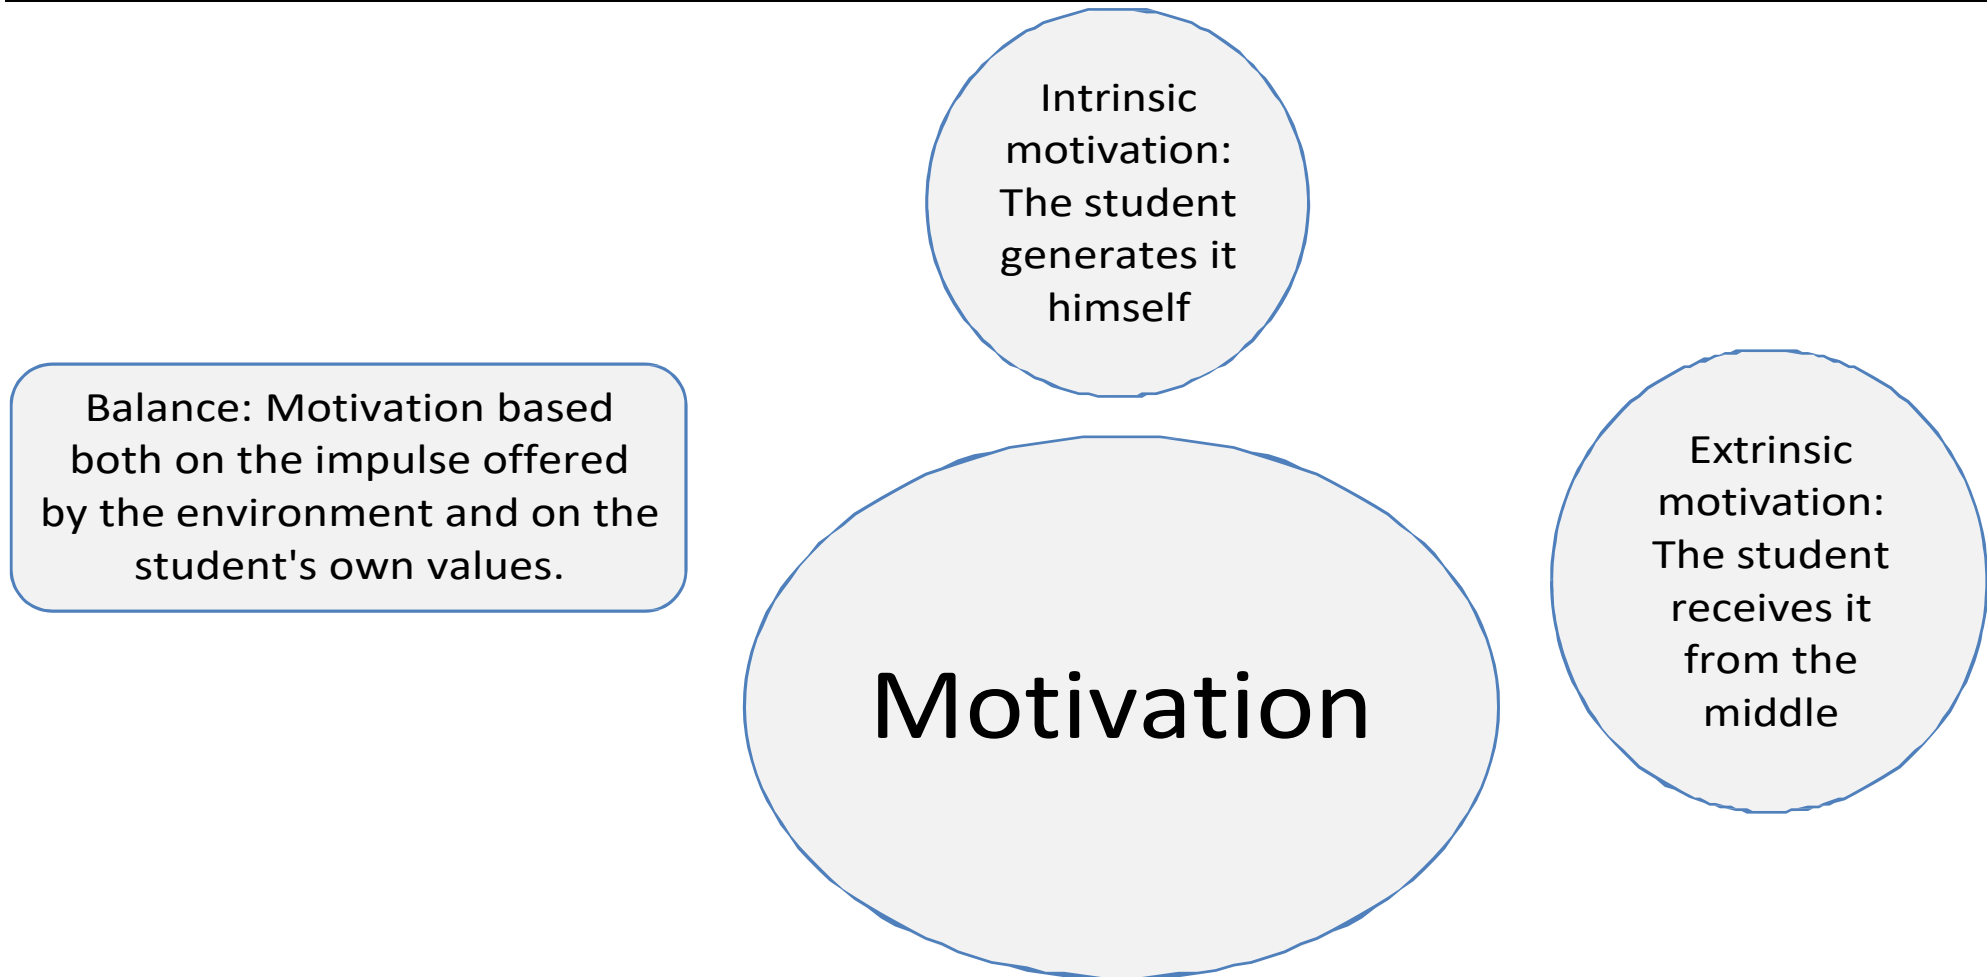 Intrinsic
motivation:
The student
generates it
himself
Balance: Motivation based
both on the impulse offered
by the environment and on the
student's own values.
Extrinsic
motivation:
The student
receives it
from the
middle
Motivation